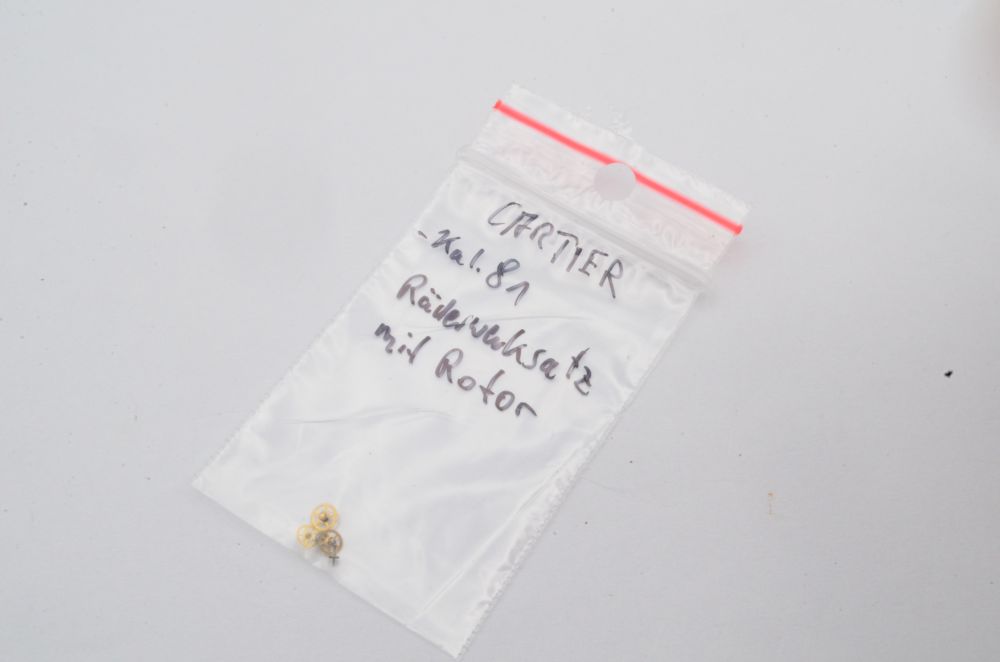 CARTIER
- Kal. 81
Räderwerksatz
mit Rotor